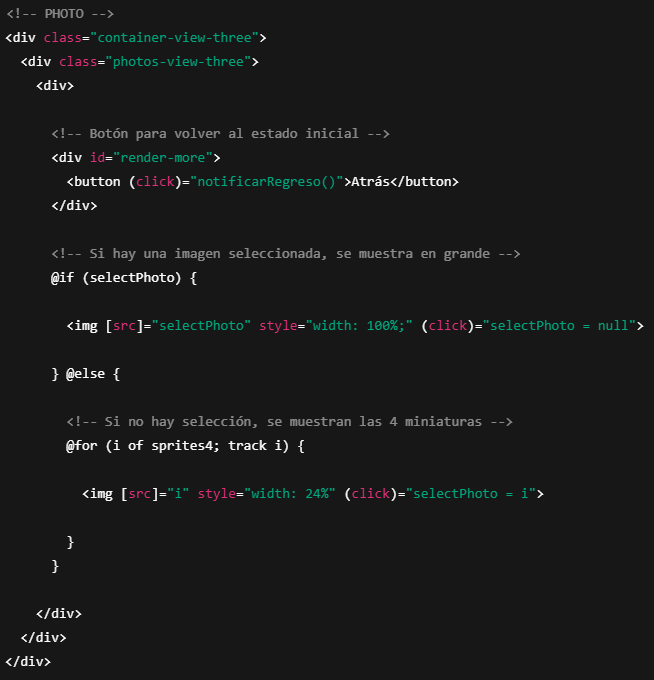 <!-- PHOTO -->
<div class="container-view-three">
<div class="photos-view-three">
<div>
<!-- Botón para volver al estado inicial -->
<div id="render-more">
<button (click)="notificarRegreso()">Atrás</button>
</div>
<!-- Si hay una imagen seleccionada, se muestra en grande -->
@if (selectPhoto) {
<img [src]="selectPhoto" style="width: 100%;" (click)="selectPhoto = null">
} @else {
<!-- Si no hay selección, se muestran las 4 miniaturas -->
@for (i of sprites4; track i) {
<img [src]="i" style="width: 24%" (click)="selectPhoto = i">
}
}
</div>
</div>
</div>